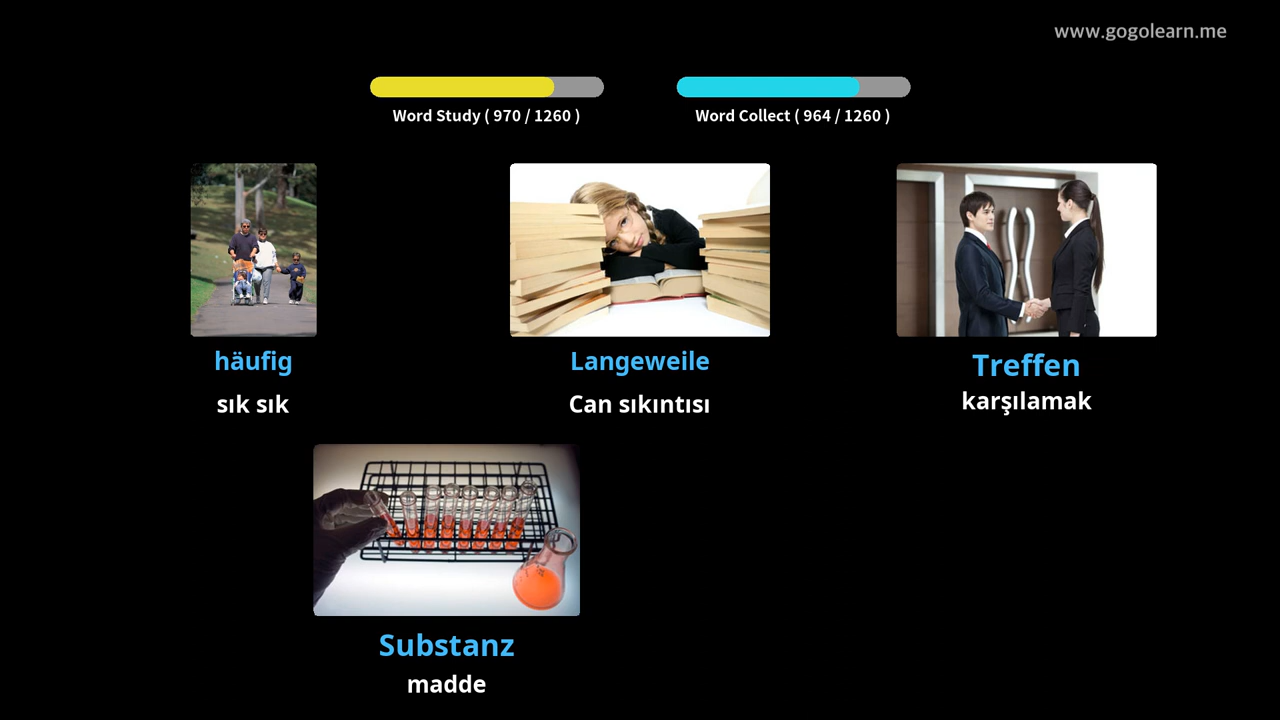 www.gogolearn.me
Word Study ( 970 / 1260 )
Word Collect ( 964 / 1260 )
häufig
sık sık
Langeweile
Can sıkıntısı
Treffen
karşılamak
Substanz
madde